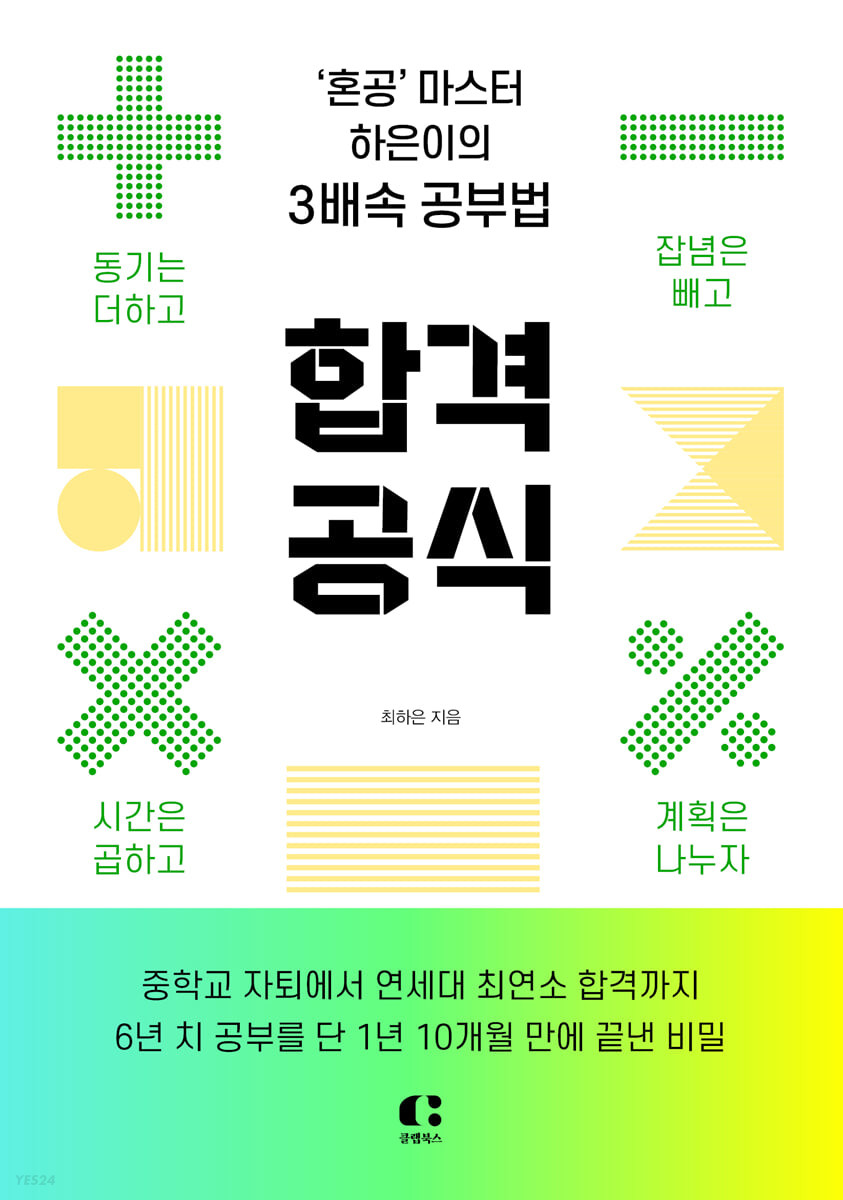 ‘혼공’ 마스터
하은이의
3배속 공부법
동기는
더하고
잡념은
빼고
합격
공식
최하은 지음
시간은
곱하고
계획은
나누자
중학교 자퇴에서 연세대 최연소 합격까지
6년 치 공부를 단 1년 10개월 만에 끝낸 비밀
클랩북스
YES24